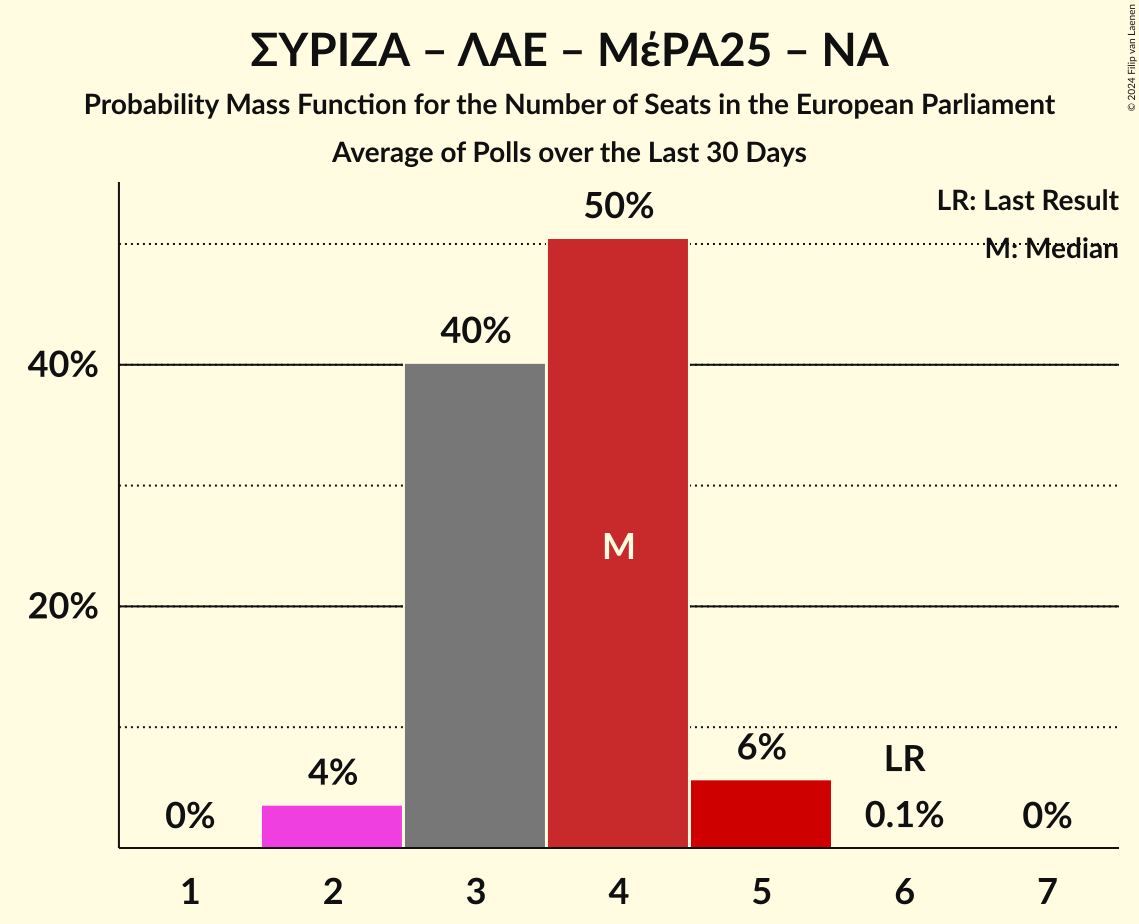 ΣΥΡΙΖΑ – ΛΑΕ – ΜέΡΑ25 – ΝΑ
Probability Mass Function for the Number of Seats in the European Parliament
Average of Polls over the Last 30 Days
© 2024 Filip van Laenen
LR: Last Result
M: Median
50%
40%
40%
M
20%
6%
4%
LR
0%
0.1%
0%
1 2 3 4 5 6 7